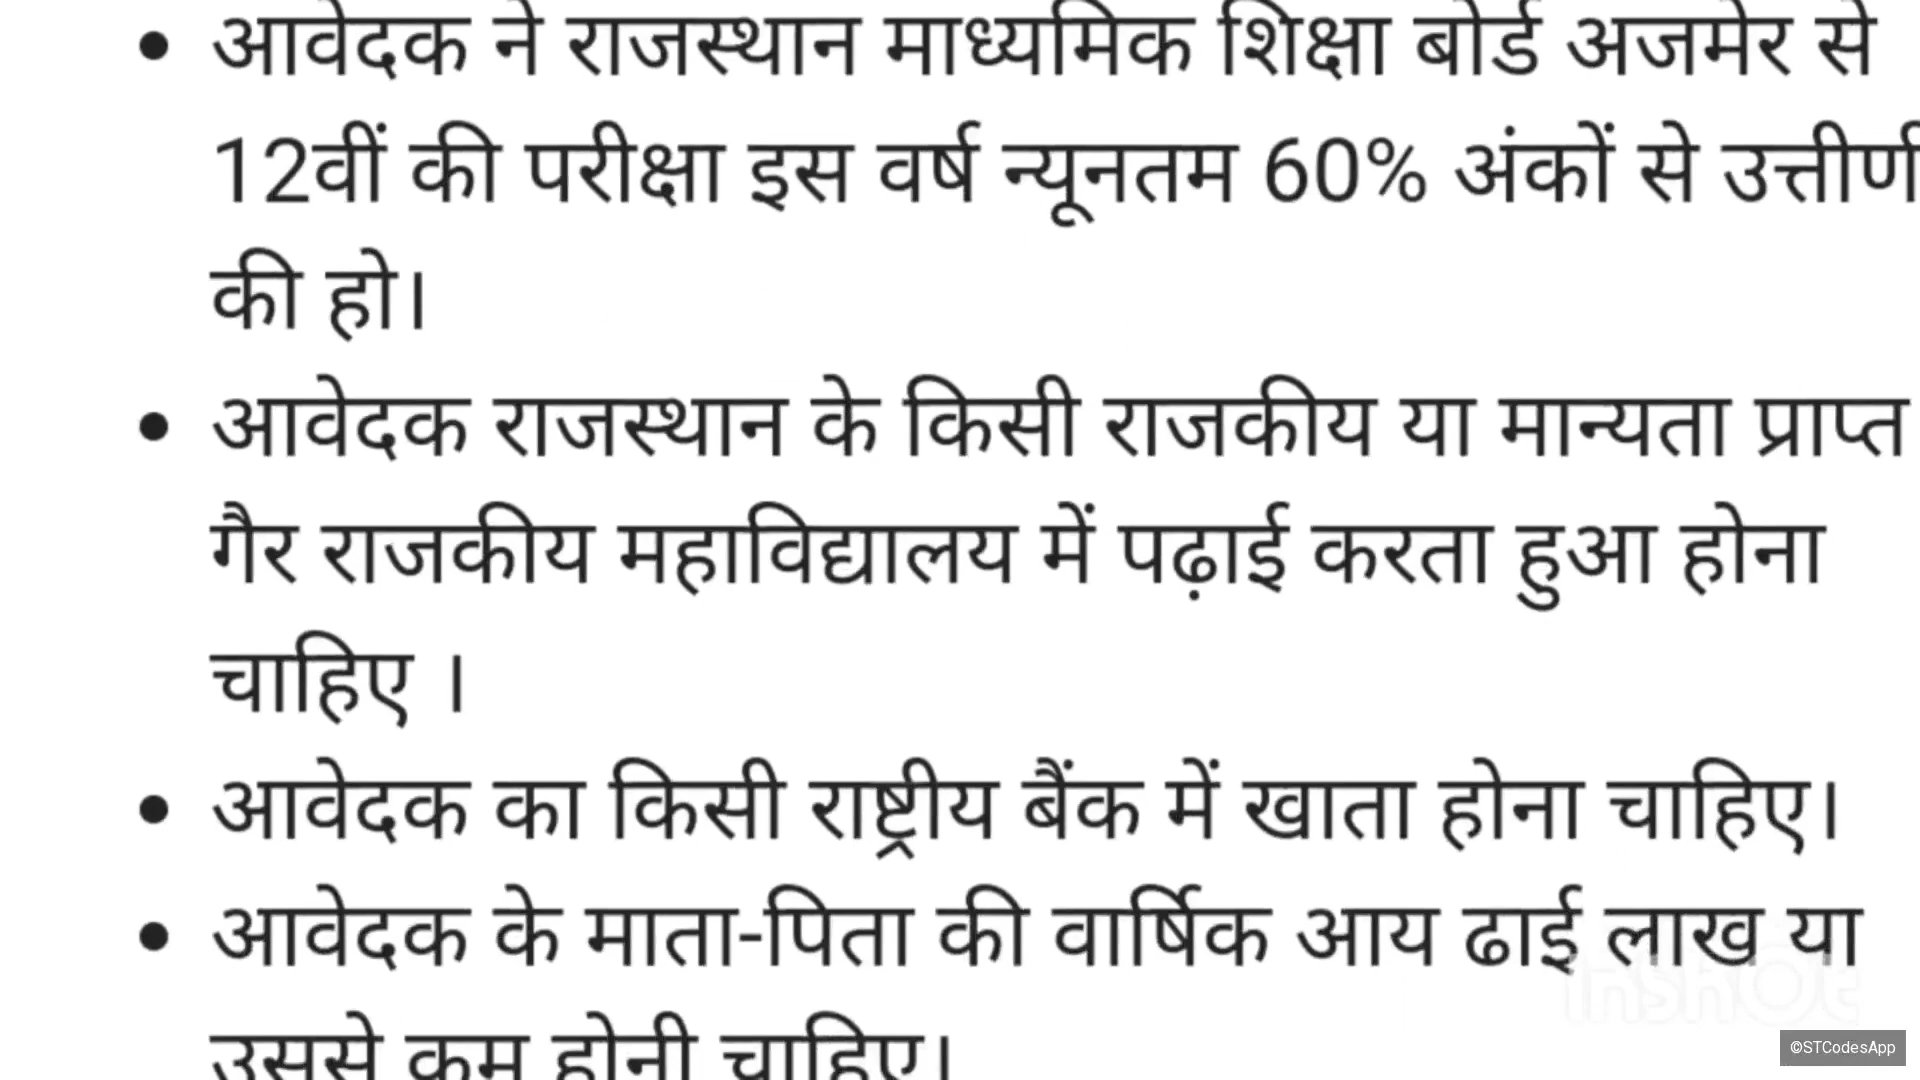 • आवेदक ने राजस्थान माध्यमिक शिक्षा बोर्ड अजमेर से
12वीं की परीक्षा इस वर्ष न्यूनतम 60% अंकों से उत्तीर्ण
की हो।
• आवेदक राजस्थान के किसी राजकीय या मान्यता प्राप्त
गैर राजकीय महाविद्यालय में पढ़ाई करता हुआ होना
चाहिए ।
• आवेदक का किसी राष्ट्रीय बैंक में खाता होना चाहिए।
• आवेदक के माता-पिता की वार्षिक आय ढाई लाख या
उससे कम होनी चाहिए।
InShOt
©STCodesApp